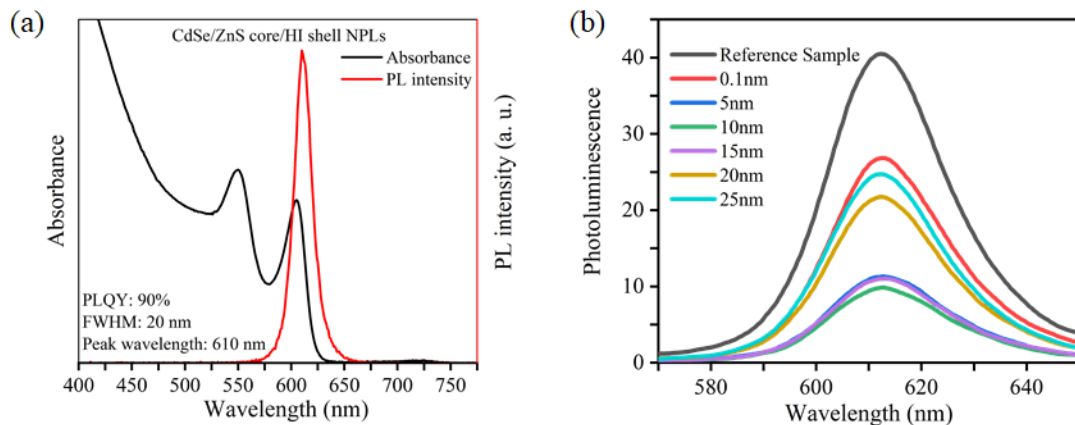 (a)
CdSe/ZnS core/HI shell NPLs
Absorbance
PL intensity
PLQY: 90%
FWHM: 20 nm
Peak wavelength: 610 nm
Absorbance
PL intensity (a. u.)
400 450 500 550 600 650 700 750
Wavelength (nm)
(b)
Reference Sample
0.1nm
5nm
10nm
15nm
20nm
25nm
40
30
20
10
0
Photoluminescence
580 600 620 640
Wavelength (nm)